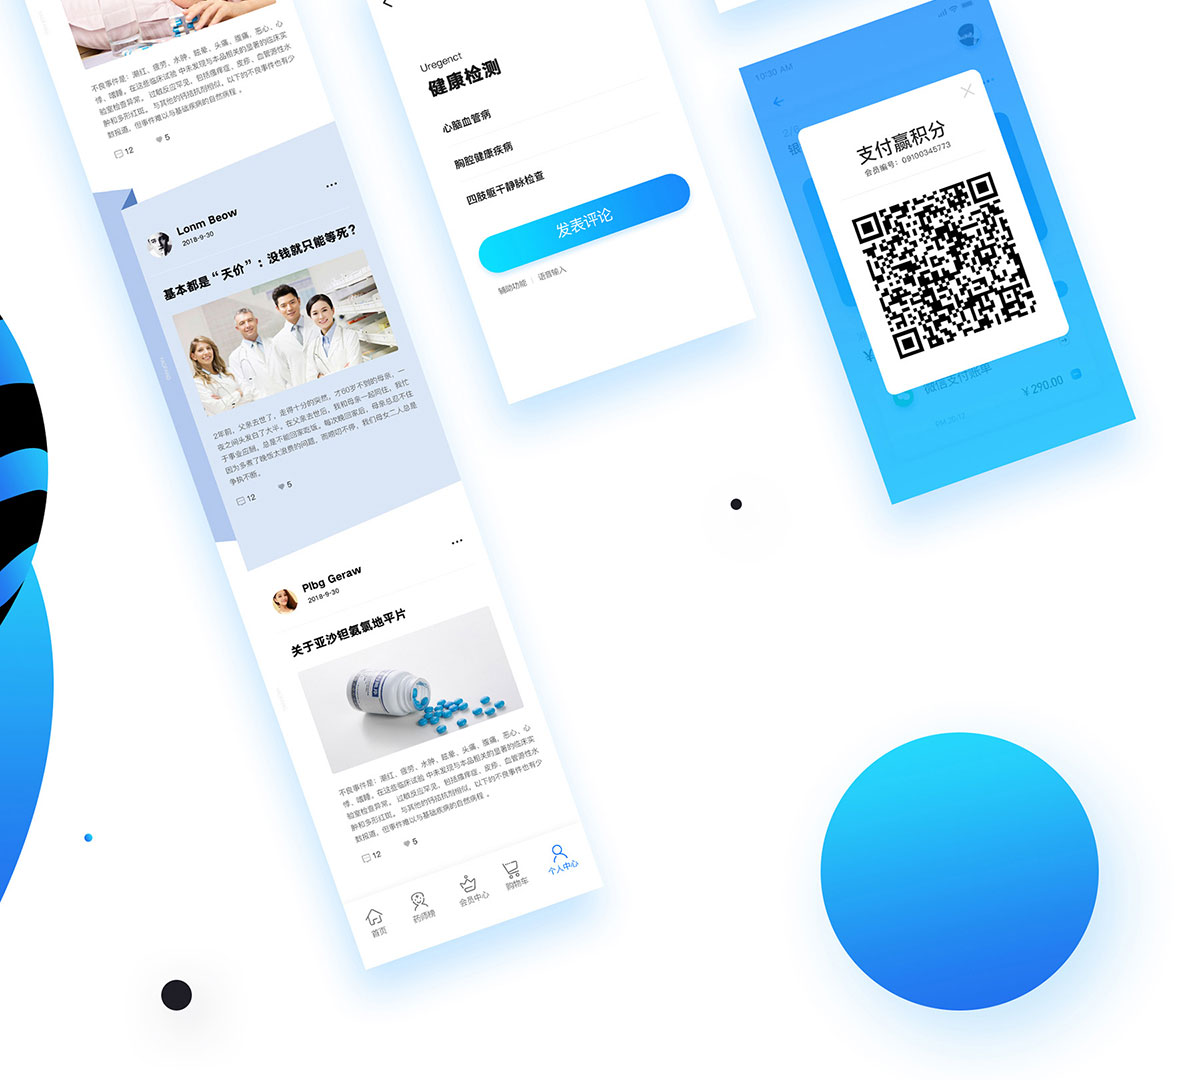 不良事件是：潮红、疲劳、水肿、眩晕、头痛、腹痛，恶心、心
悸、嗜睡。在这些临床试验 中未发现与本品相关的显著的临床实
验室检查异常。 过敏反应罕见，包括瘙痒症、皮疹、血管源性水
肿和多形红斑。 与其他的钙拮抗剂相似，以下的不良事件也有少
数报道，但事件难以与基础疾病的自然病程 。
12
5
Lonm Beow
2018-9-30
基本都是“天价”：没钱就只能等死？
2年前，父亲去世了，走得十分的突然，才60岁不到的母亲，一
夜之间头发白了大半。在父亲去世后，我和母亲一起同住，我忙
于事业应酬，总是不能回家吃饭。每次晚回家后，母亲总忍不住
因为多煮了晚饭太浪费的问题，而唠叨不停，我们母女二人总是
争执不断。
12
5
Plbg Geraw
2018-9-30
关于亚沙钽氨氯地平片
不良事件是：潮红、疲劳，水肿、眩晕、头痛、腹痛，恶心、心
悸、嗜睡。在这些临床试验 中未发现与本品相关的显著的临床实
验室检查异常。 过敏反应罕见，包括瘙痒症、皮疹、血管源性水
肿和多形红斑。 与其他的钙拮抗剂相似，以下的不良事件也有少
数报道，但事件难以与基础疾病的自然病程 。
12
5
首页
药师榜
会员中心
购物车
个人中心
Uregenct
健康检测
心脑血管病
胸腔健康疾病
四肢躯干静脉检查
发表评论
辅助功能
语音输入
10:30 AM
支付赢积分
会员编号：09100345773
微信支付账单
¥ 290.00
PM 20:12